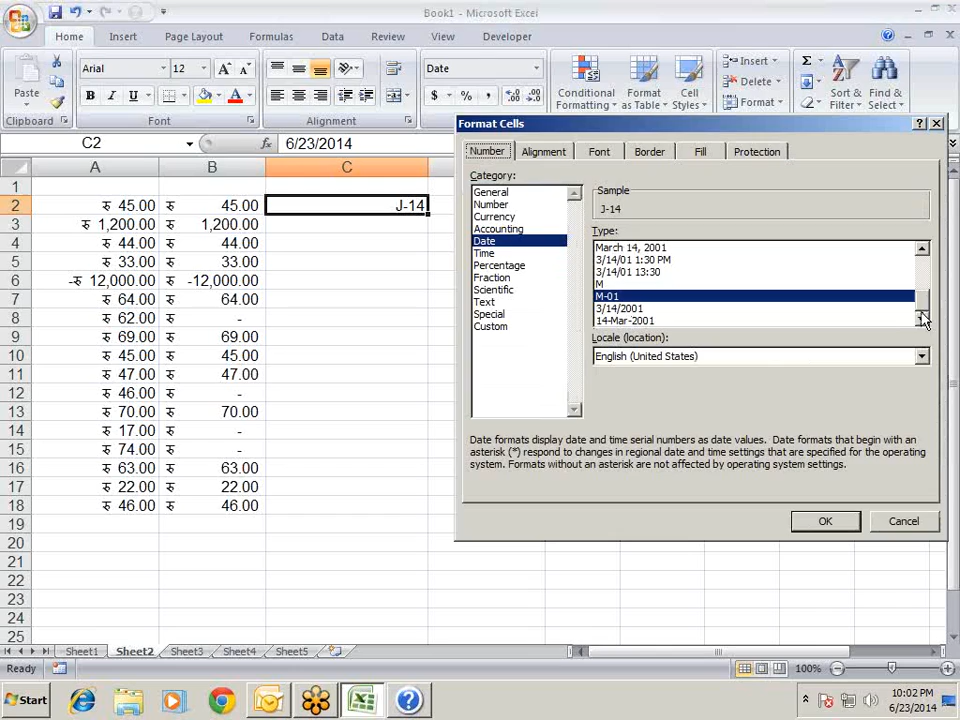 Book1 - Microsoft Excel
Home Insert Page Layout Formulas Data Review View Developer
Paste
Arial 12
B I U
A A A
Date
$ % ,
Conditional Formatting
Format as Table
Cell Styles
Insert
Delete
Format
Σ
Sort & Filter
Find & Select
Clipboard Font Alignment
C2 fx 6/23/2014
A B C
1
2 रु 45.00 रु 45.00 J-14
3 रु 1,200.00 रु 1,200.00
4 रु 44.00 रु 44.00
5 रु 33.00 रु 33.00
6 -रु 12,000.00 रु -12,000.00
7 रु 64.00 रु 64.00
8 रु 62.00 रु -
9 रु 69.00 रु 69.00
10 रु 45.00 रु 45.00
11 रु 47.00 रु 47.00
12 रु 46.00 रु -
13 रु 70.00 रु 70.00
14 रु 17.00 रु -
15 रु 74.00 रु -
16 रु 63.00 रु 63.00
17 रु 22.00 रु 22.00
18 रु 46.00 रु 46.00
19
20
21
22
23
24
25
Format Cells
Number Alignment Font Border Fill Protection
Category:
General
Number
Currency
Accounting
Date
Time
Percentage
Fraction
Scientific
Text
Special
Custom
Sample
J-14
Type:
March 14, 2001
3/14/01 1:30 PM
3/14/01 13:30
M
M-01
3/14/2001
14-Mar-2001
Locale (location):
English (United States)
Date formats display date and time serial numbers as date values. Date formats that begin with an
asterisk (*) respond to changes in regional date and time settings that are specified for the operating
system. Formats without an asterisk are not affected by operating system settings.
OK Cancel
Sheet1 Sheet2 Sheet3 Sheet4 Sheet5
Ready 100%
Start
10:02 PM
6/23/2014